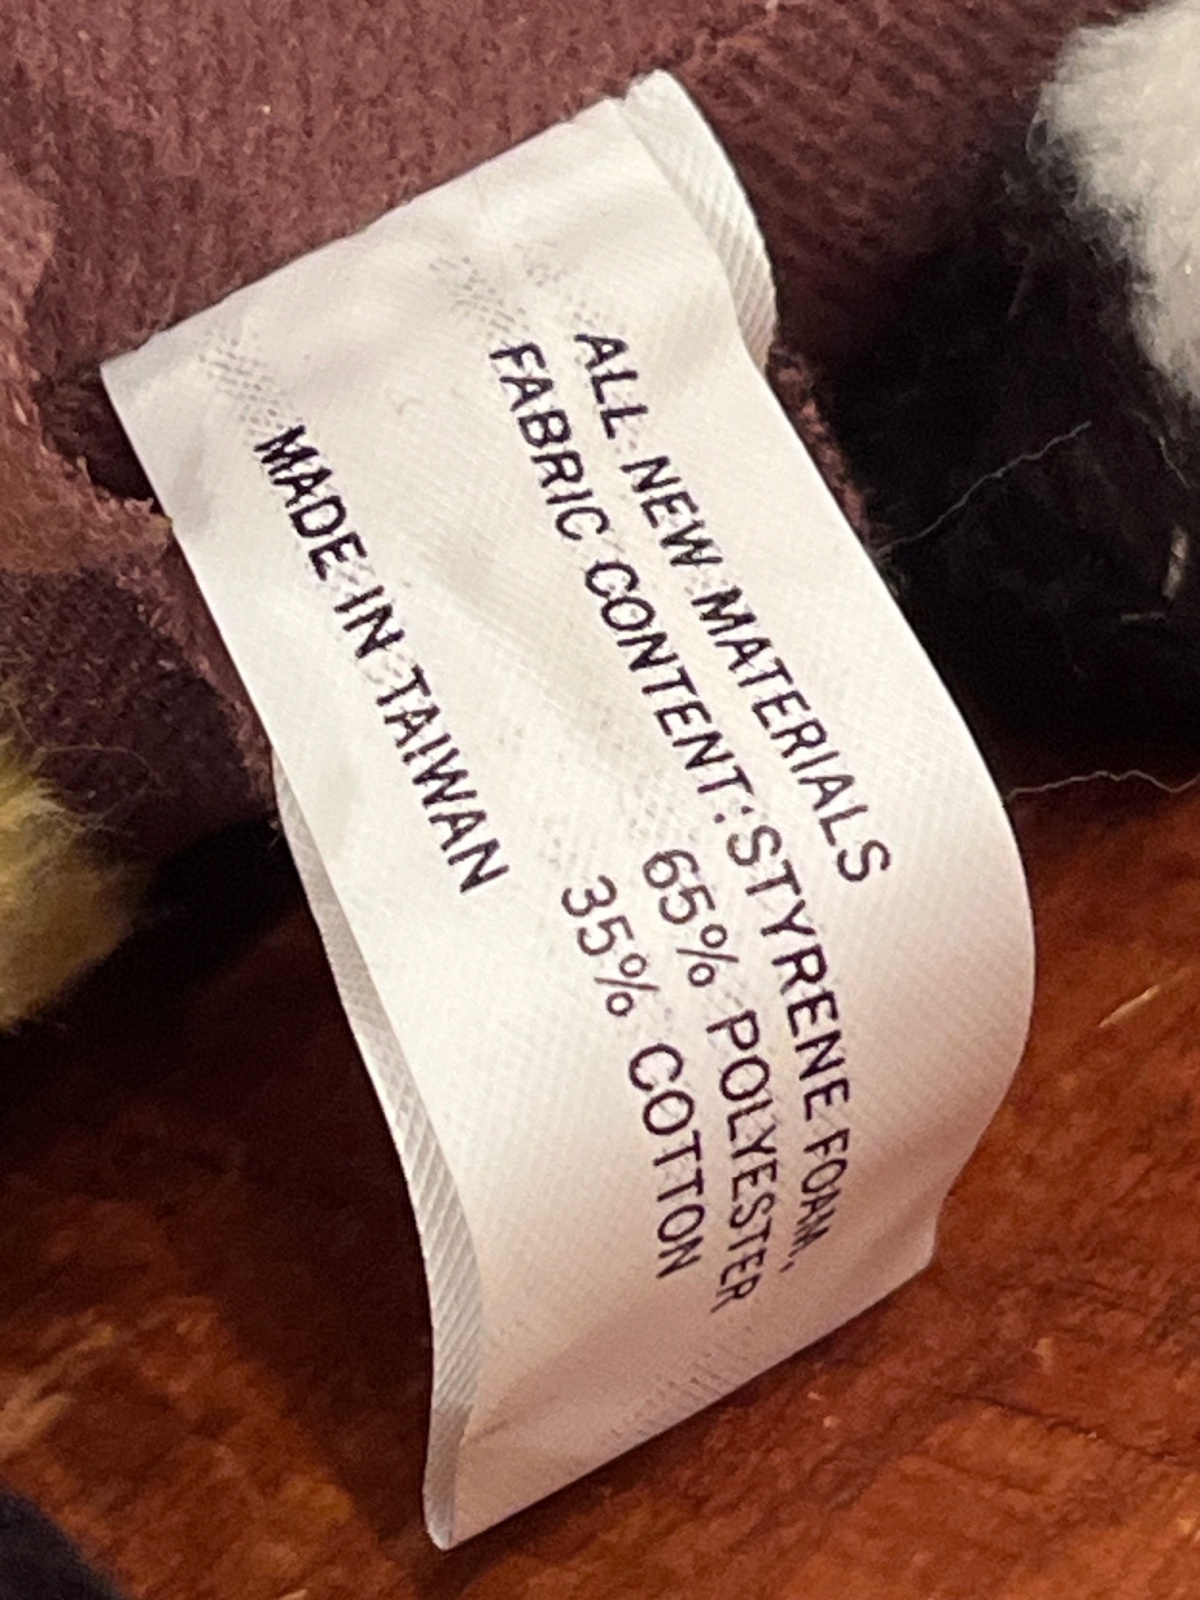 ALL NEW MATERIALS
FABRIC CONTENT: STYRENE FOAM,
65% POLYESTER
35% COTTON
MADE IN TAIWAN